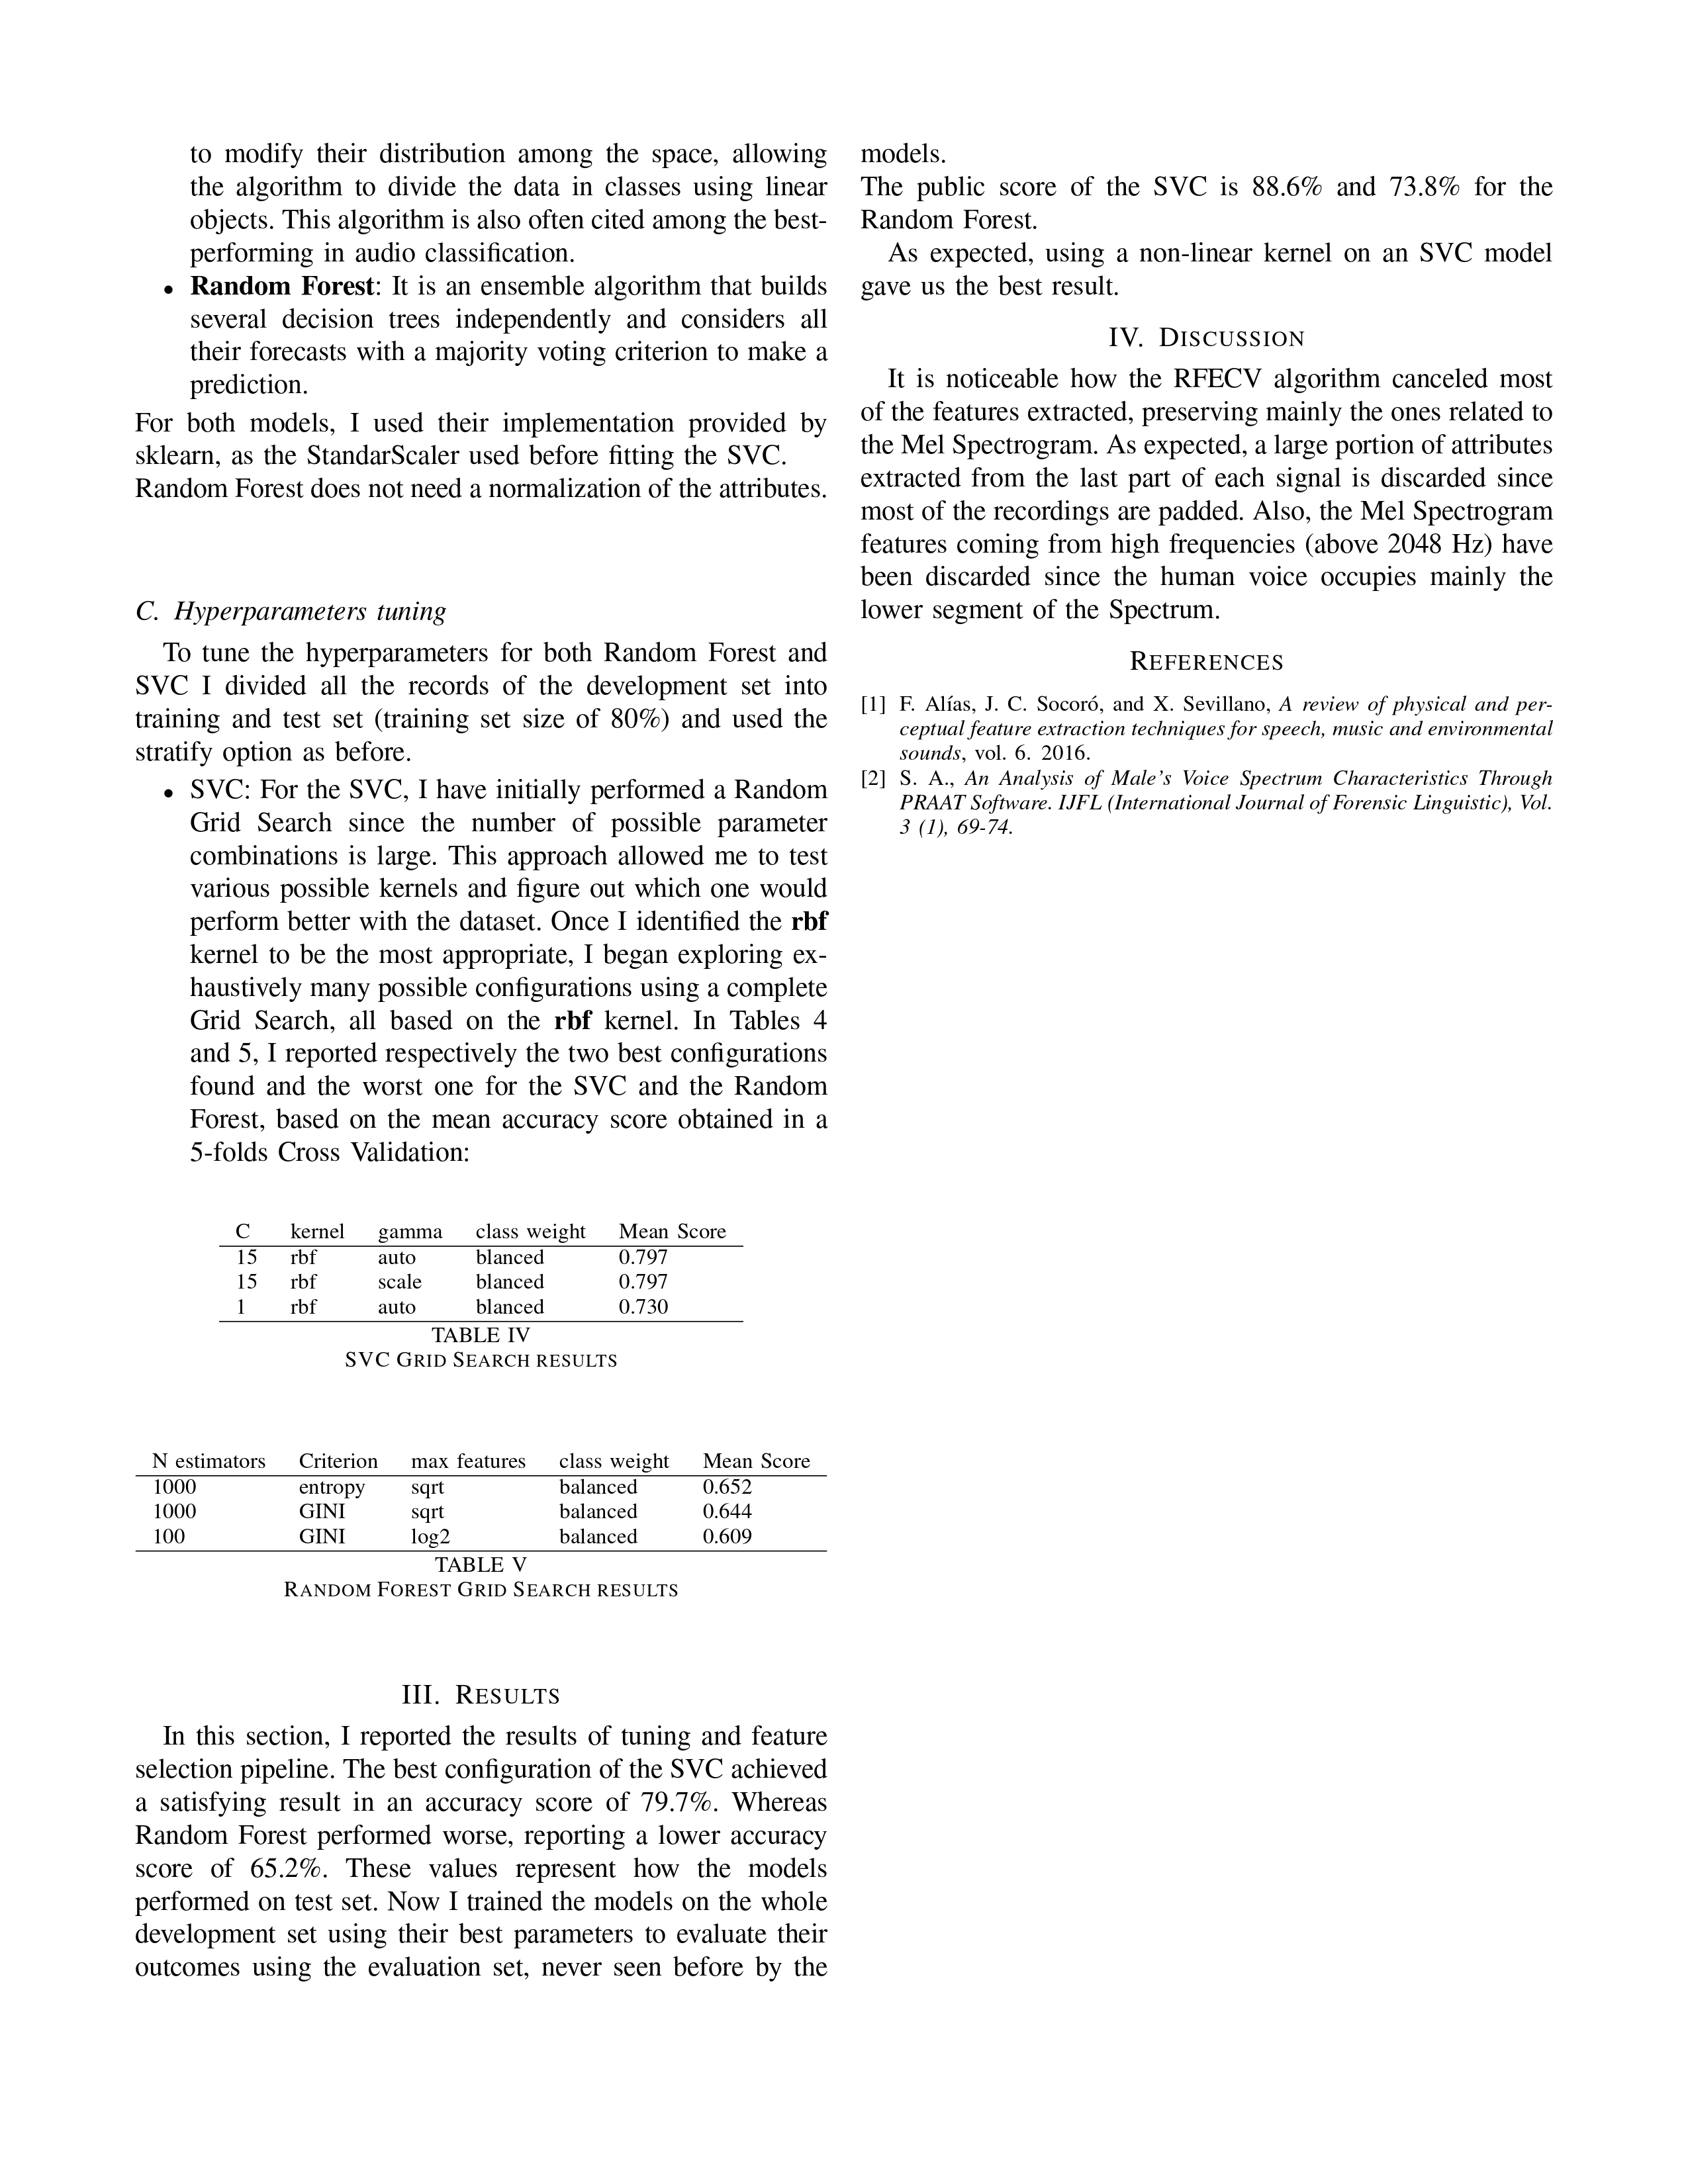 to modify their distribution among the space, allowing
the algorithm to divide the data in classes using linear
objects. This algorithm is also often cited among the best-
performing in audio classification.
• Random Forest: It is an ensemble algorithm that builds
several decision trees independently and considers all
their forecasts with a majority voting criterion to make a
prediction.
For both models, I used their implementation provided by
sklearn, as the StandarScaler used before fitting the SVC.
Random Forest does not need a normalization of the attributes.
C. Hyperparameters tuning
To tune the hyperparameters for both Random Forest and
SVC I divided all the records of the development set into
training and test set (training set size of 80%) and used the
stratify option as before.
• SVC: For the SVC, I have initially performed a Random
Grid Search since the number of possible parameter
combinations is large. This approach allowed me to test
various possible kernels and figure out which one would
perform better with the dataset. Once I identified the rbf
kernel to be the most appropriate, I began exploring ex-
haustively many possible configurations using a complete
Grid Search, all based on the rbf kernel. In Tables 4
and 5, I reported respectively the two best configurations
found and the worst one for the SVC and the Random
Forest, based on the mean accuracy score obtained in a
5-folds Cross Validation:
C kernel gamma class weight Mean Score
15 rbf auto blanced 0.797
15 rbf scale blanced 0.797
1 rbf auto blanced 0.730
TABLE IV
SVC GRID SEARCH RESULTS
N estimators Criterion max features class weight Mean Score
1000 entropy sqrt balanced 0.652
1000 GINI sqrt balanced 0.644
100 GINI log2 balanced 0.609
TABLE V
RANDOM FOREST GRID SEARCH RESULTS
III. RESULTS
In this section, I reported the results of tuning and feature
selection pipeline. The best configuration of the SVC achieved
a satisfying result in an accuracy score of 79.7%. Whereas
Random Forest performed worse, reporting a lower accuracy
score of 65.2%. These values represent how the models
performed on test set. Now I trained the models on the whole
development set using their best parameters to evaluate their
outcomes using the evaluation set, never seen before by the
models.
The public score of the SVC is 88.6% and 73.8% for the
Random Forest.
As expected, using a non-linear kernel on an SVC model
gave us the best result.
IV. DISCUSSION
It is noticeable how the RFECV algorithm canceled most
of the features extracted, preserving mainly the ones related to
the Mel Spectrogram. As expected, a large portion of attributes
extracted from the last part of each signal is discarded since
most of the recordings are padded. Also, the Mel Spectrogram
features coming from high frequencies (above 2048 Hz) have
been discarded since the human voice occupies mainly the
lower segment of the Spectrum.
REFERENCES
[1] F. Alías, J. C. Socoró, and X. Sevillano, A review of physical and per-
ceptual feature extraction techniques for speech, music and environmental
sounds, vol. 6. 2016.
[2] S. A., An Analysis of Male's Voice Spectrum Characteristics Through
PRAAT Software. IJFL (International Journal of Forensic Linguistic), Vol.
3 (1), 69-74.